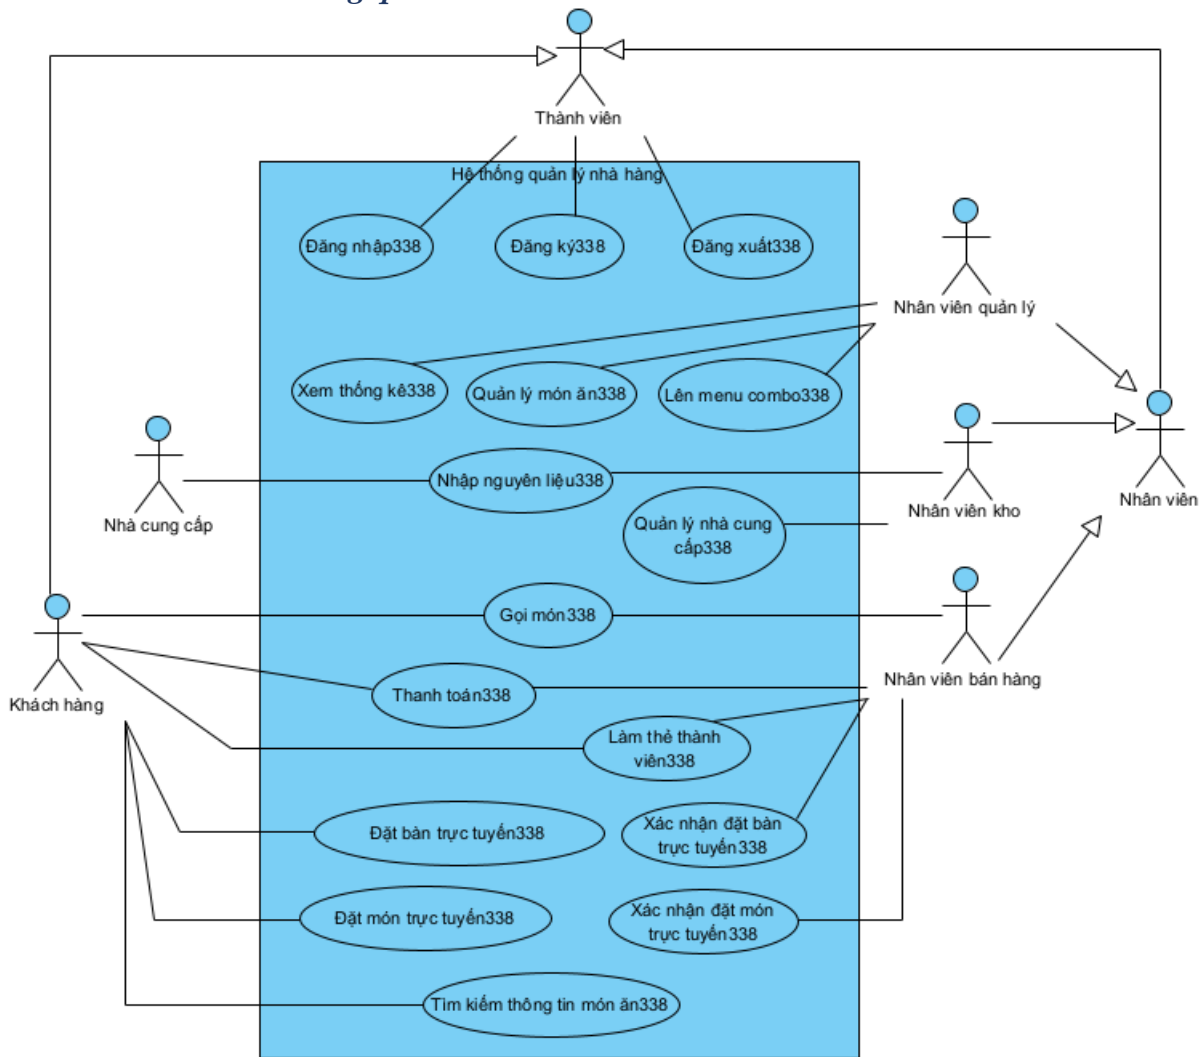 Thành viên
Hệ thống quản lý nhà hàng
Đăng nhập338
Đăng ký338
Đăng xuất338
Nhân viên quản lý
Xem thống kê338
Quản lý món ăn338
Lên menu combo338
Nhập nguyên liệu338
Nhà cung cấp
Nhân viên kho
Nhân viên
Quản lý nhà cung
cấp338
Gọi món338
Nhân viên bán hàng
Khách hàng
Thanh toán338
Làm thẻ thành
viên338
Đặt bàn trực tuyến338
Xác nhận đặt bàn
trực tuyến338
Đặt món trực tuyến338
Xác nhận đặt món
trực tuyến338
Tìm kiếm thông tin món ăn338